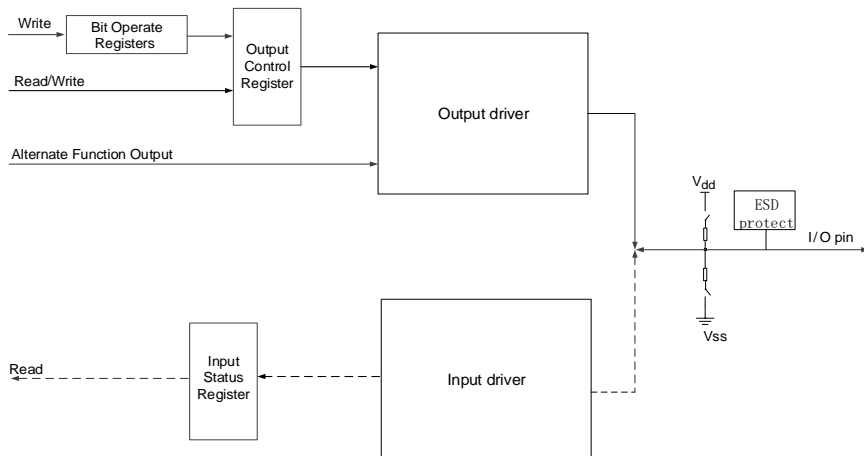 Write
Bit Operate
Registers
Output
Control
Register
Read/Write
Output driver
Alternate Function Output
Vdd
ESD
protect
I/O pin
Vss
Input
Status
Register
Read
Input driver